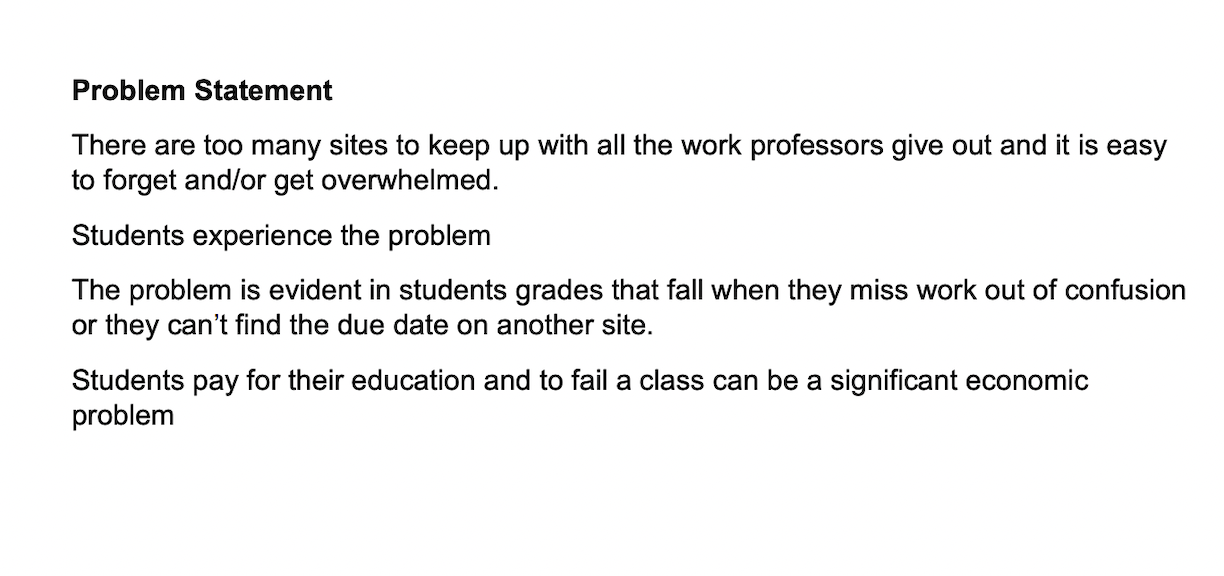 Problem Statement
There are too many sites to keep up with all the work professors give out and it is easy
to forget and/or get overwhelmed.
Students experience the problem
The problem is evident in students grades that fall when they miss work out of confusion
or they can’t find the due date on another site.
Students pay for their education and to fail a class can be a significant economic
problem